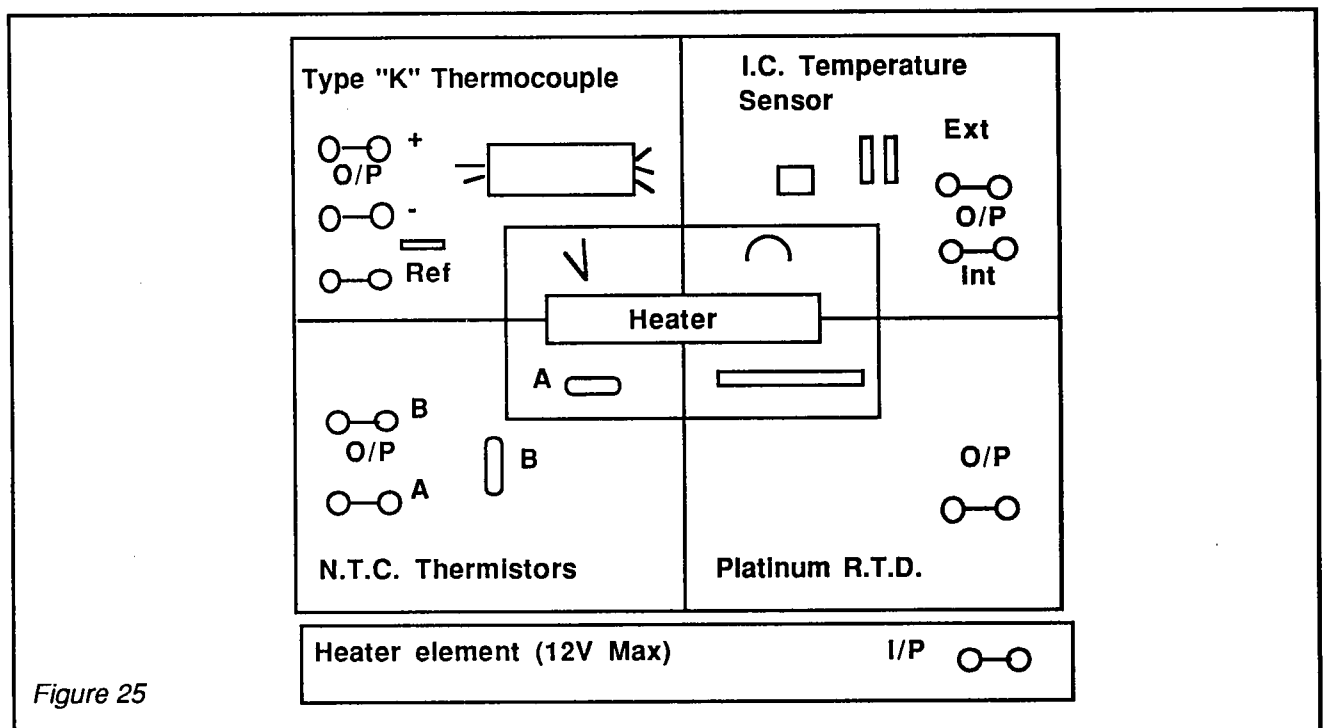 Type "K" Thermocouple
+
O/P
-
Ref
I.C. Temperature
Sensor
Ext
O/P
Int
Heater
A
B
O/P
A
B
N.T.C. Thermistors
O/P
Platinum R.T.D.
Heater element (12V Max)
I/P
Figure 25